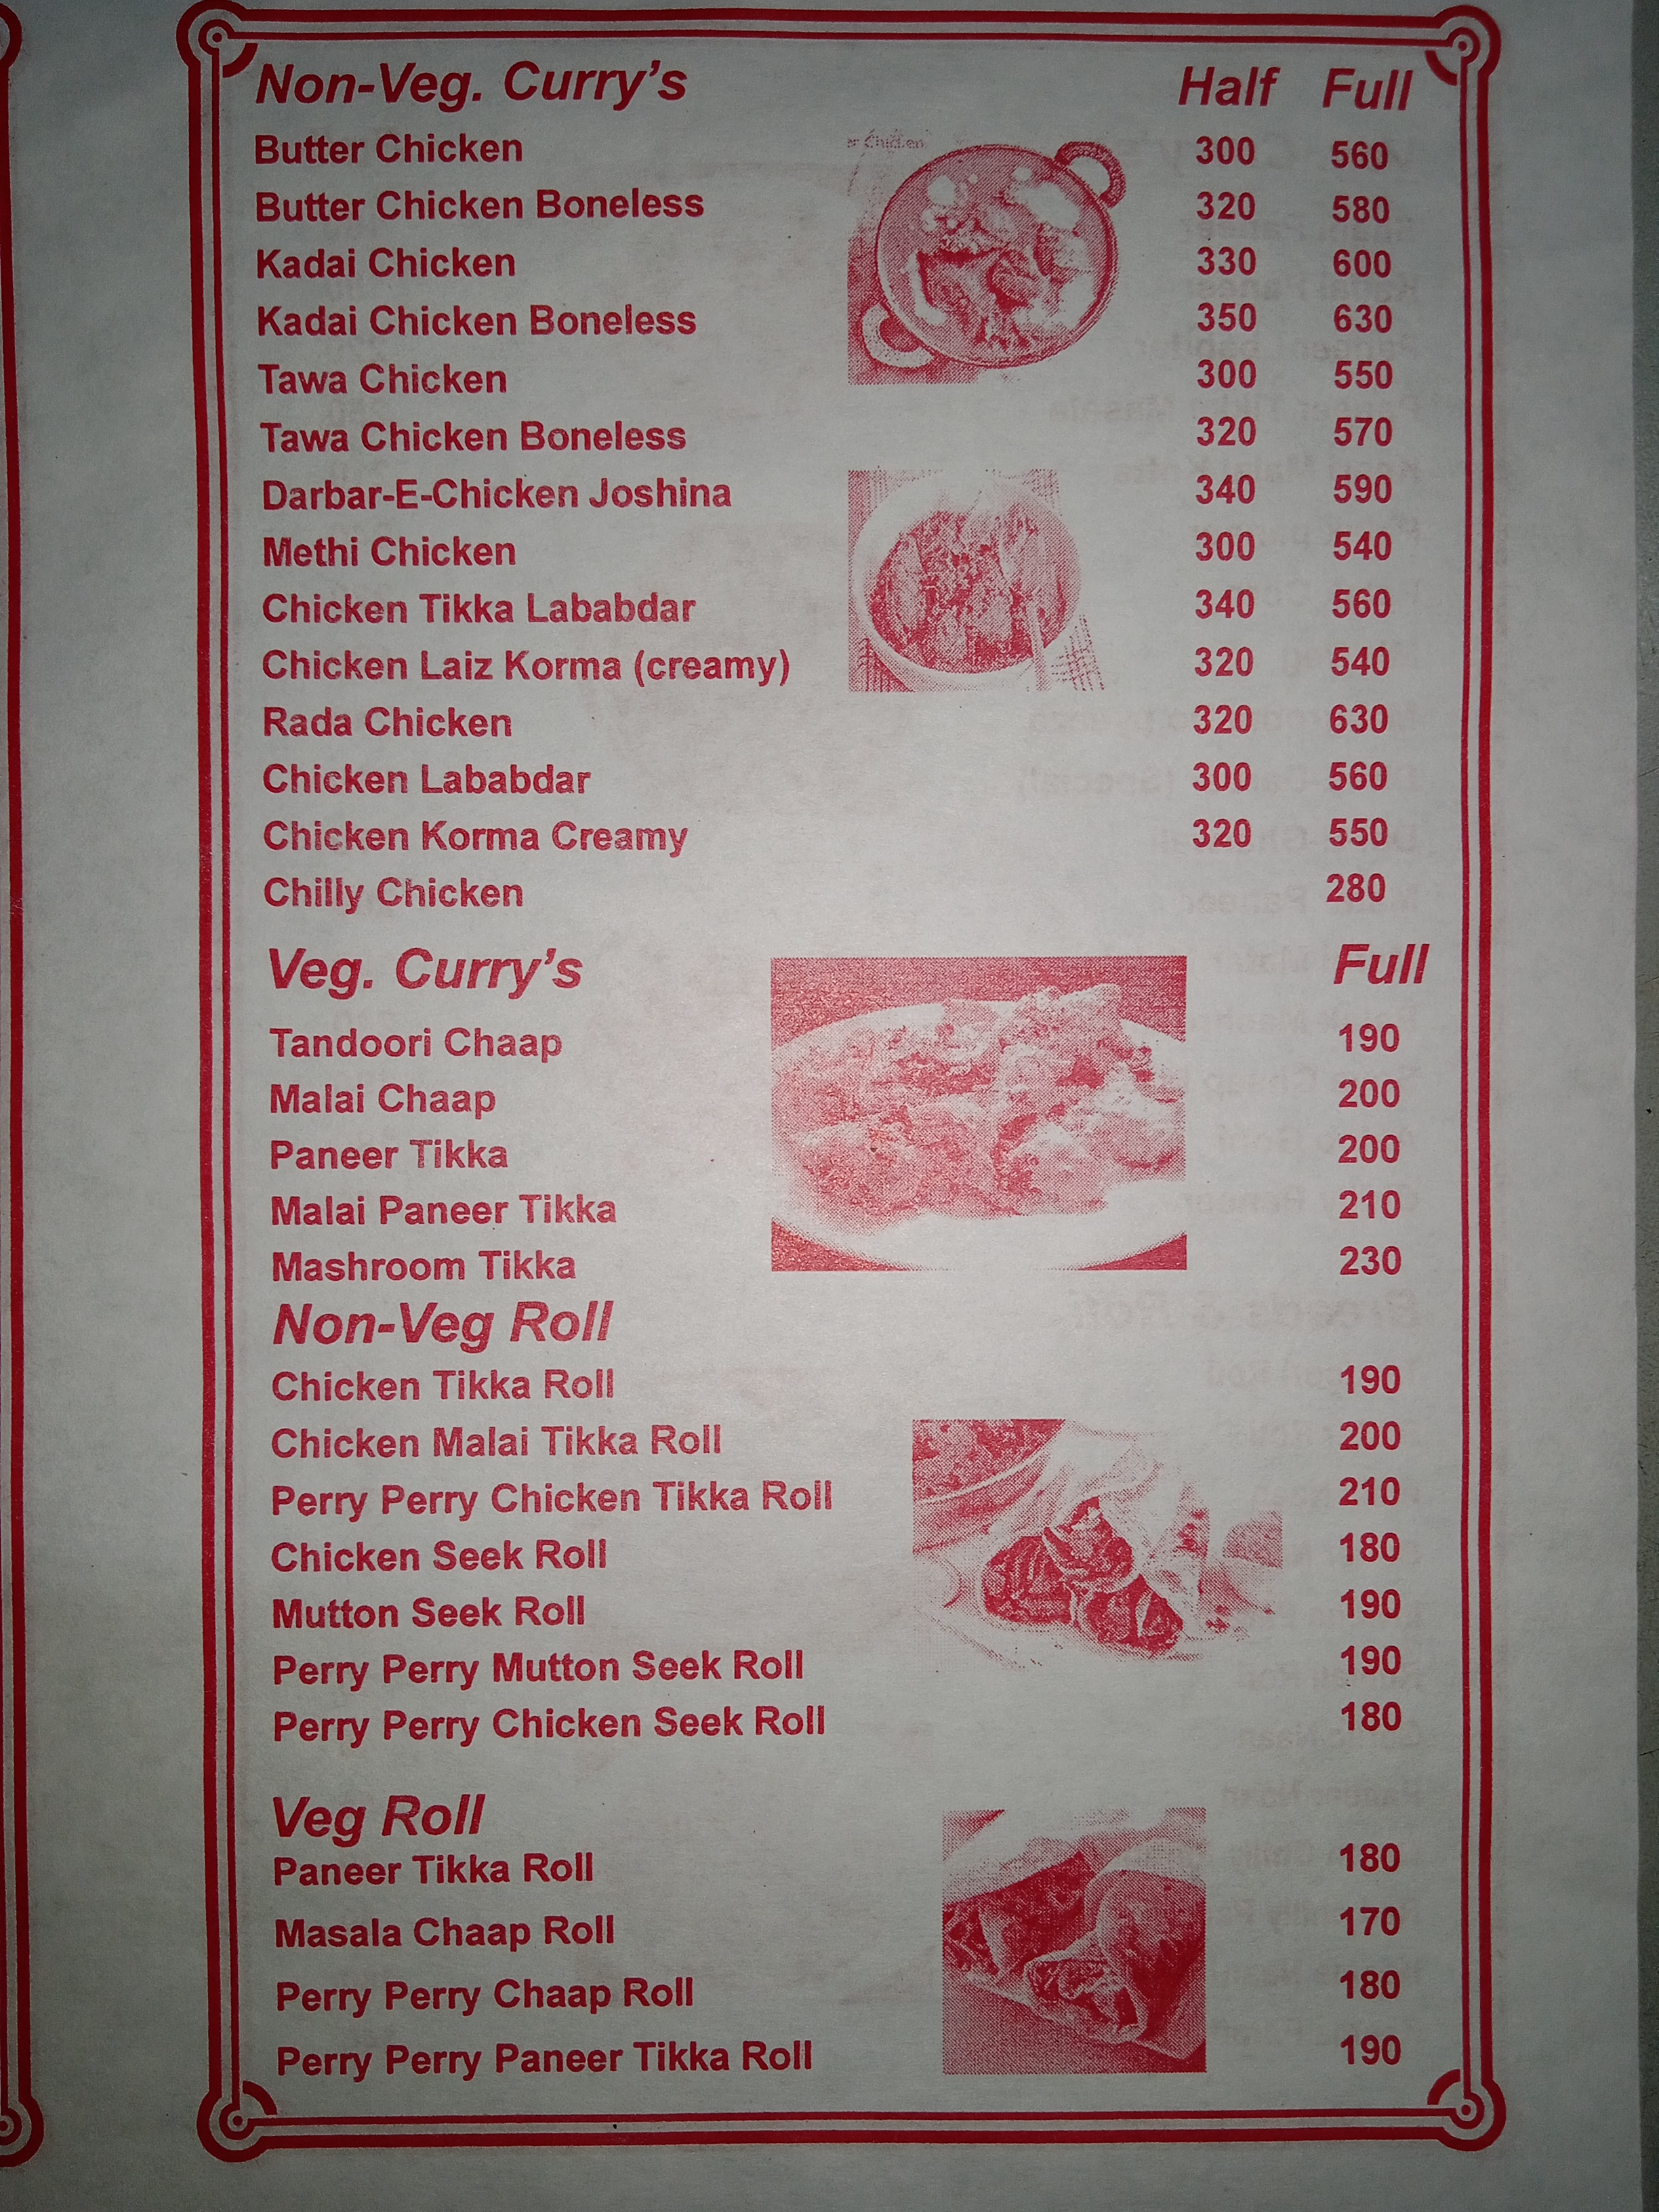 Non-Veg. Curry's Half Full
Butter Chicken 300 560
Butter Chicken Boneless 320 580
Kadai Chicken 330 600
Kadai Chicken Boneless 350 630
Tawa Chicken 300 550
Tawa Chicken Boneless 320 570
Darbar-E-Chicken Joshina 340 590
Methi Chicken 300 540
Chicken Tikka Lababdar 340 560
Chicken Laiz Korma (creamy) 320 540
Rada Chicken 320 630
Chicken Lababdar 300 560
Chicken Korma Creamy 320 550
Chilly Chicken 280
Veg. Curry's Full
Tandoori Chaap 190
Malai Chaap 200
Paneer Tikka 200
Malai Paneer Tikka 210
Mashroom Tikka 230
Non-Veg Roll
Chicken Tikka Roll 190
Chicken Malai Tikka Roll 200
Perry Perry Chicken Tikka Roll 210
Chicken Seek Roll 180
Mutton Seek Roll 190
Perry Perry Mutton Seek Roll 190
Perry Perry Chicken Seek Roll 180
Veg Roll
Paneer Tikka Roll 180
Masala Chaap Roll 170
Perry Perry Chaap Roll 180
Perry Perry Paneer Tikka Roll 190